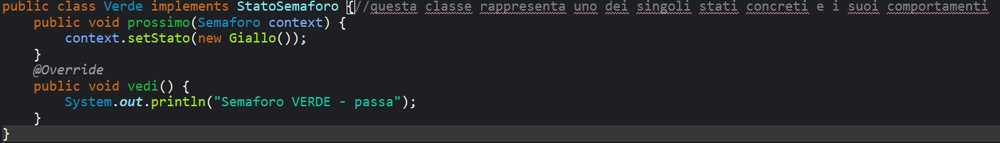 public class Verde implements StatoSemaforo {//questa classe rappresenta uno dei singoli stati concreti e i suoi comportamenti
    public void prossimo(Semaforo context) {
        context.setStato(new Giallo());
    }
    @Override
    public void vedi() {
        System.out.println("Semaforo VERDE - passa");
    }
}